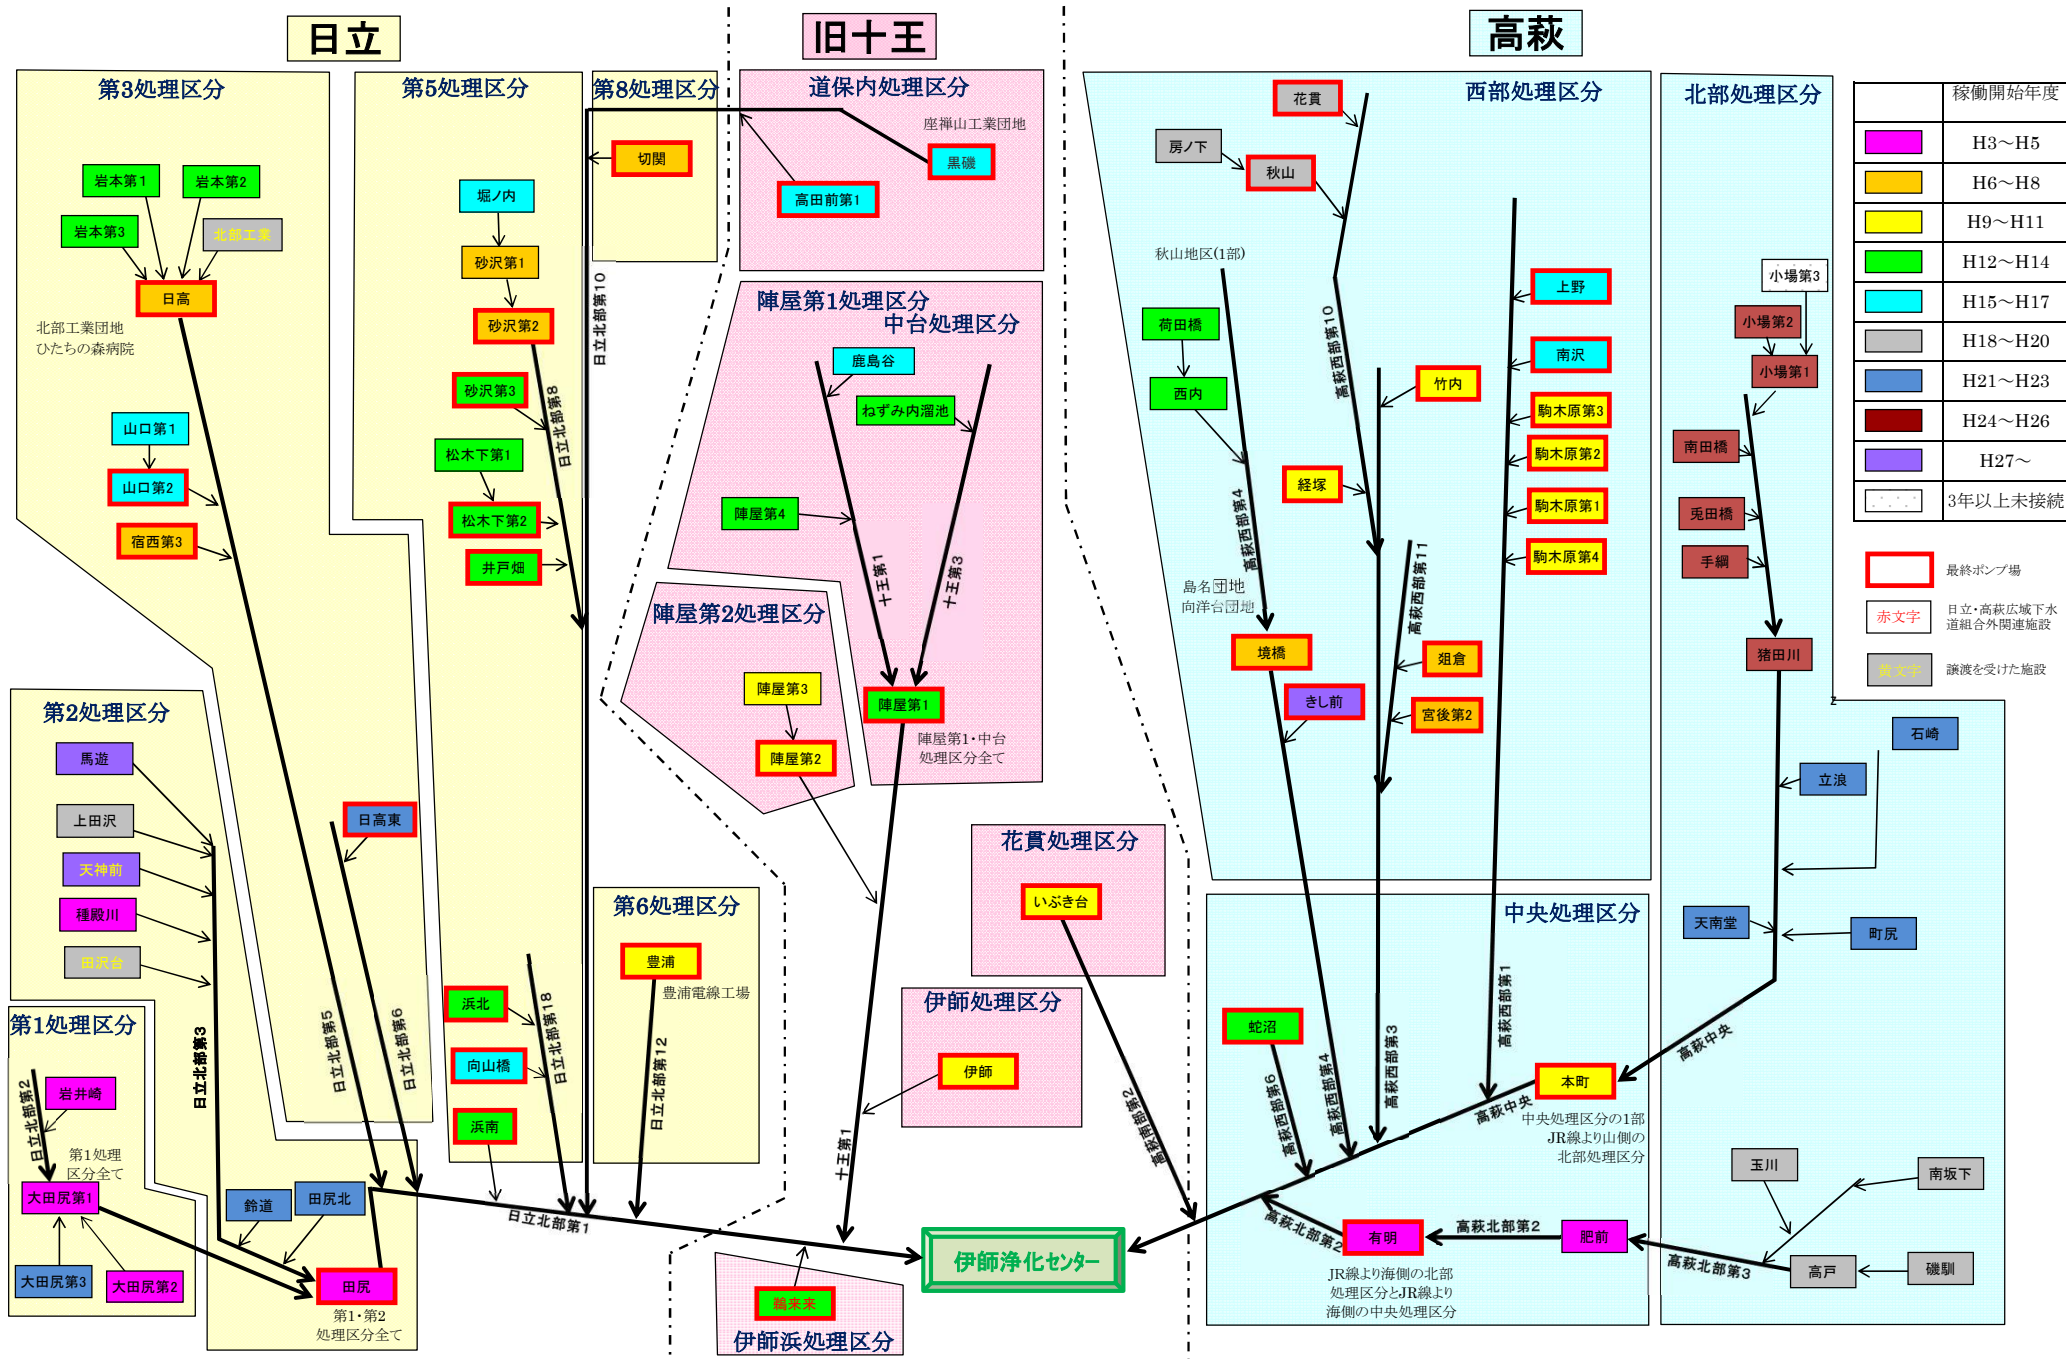 日立
旧十王
高萩
第3処理区分
岩本第1
岩本第2
岩本第3
北部工業
日高
北部工業団地
ひたちの森病院
山口第1
山口第2
宿西第3
日立北部第5
日高東
日立北部第6
第5処理区分
堀ノ内
砂沢第1
砂沢第2
砂沢第3
日立北部第8
松木下第1
松木下第2
井戸畑
浜北
向山橋
浜南
日立北部第18
第8処理区分
切関
日立北部第10
第6処理区分
豊浦
豊浦電線工場
日立北部第12
第2処理区分
馬遊
上田沢
天神前
種殿川
田沢台
日立北部第3
鈴道
田尻北
田尻
第1・第2
処理区分全て
第1処理区分
日立北部第2
岩井崎
第1処理
区分全て
大田尻第1
大田尻第3
大田尻第2
日立北部第1
道保内処理区分
座禅山工業団地
黒磯
高田前第1
陣屋第1処理区分
中台処理区分
鹿島谷
ねずみ内溜池
陣屋第4
十王第1
十王第3
陣屋第1
陣屋第1・中台
処理区分全て
陣屋第2処理区分
陣屋第3
陣屋第2
花貫処理区分
いぶき台
高萩南部第2
伊師処理区分
伊師
十王第1
鵜来来
伊師浜処理区分
伊師浄化センター
西部処理区分
花貫
房ノ下
秋山
秋山地区(1部)
荷田橋
西内
高萩西部第4
高萩西部第10
竹内
経塚
上野
南沢
駒木原第3
駒木原第2
駒木原第1
駒木原第4
島名団地
向洋台団地
境橋
きし前
高萩西部第11
爼倉
宮後第2
中央処理区分
蛇沼
高萩西部第6
高萩西部第4
高萩西部第3
高萩西部第1
本町
高萩中央
中央処理区分の1部
JR線より山側の
北部処理区分
高萩北部第2
有明
高萩北部第2
肥前
JR線より海側の北部
処理区分とJR線より
海側の中央処理区分
北部処理区分
小場第3
小場第2
小場第1
南田橋
兎田橋
手綱
猪田川
z
石崎
立浪
天南堂
町尻
高萩中央
玉川
南坂下
高戸
磯馴
高萩北部第3
稼働開始年度
H3～H5
H6～H8
H9～H11
H12～H14
H15～H17
H18～H20
H21～H23
H24～H26
H27～
3年以上未接続
最終ポンプ場
赤文字
日立・高萩広域下水
道組合外関連施設
黄文字
譲渡を受けた施設